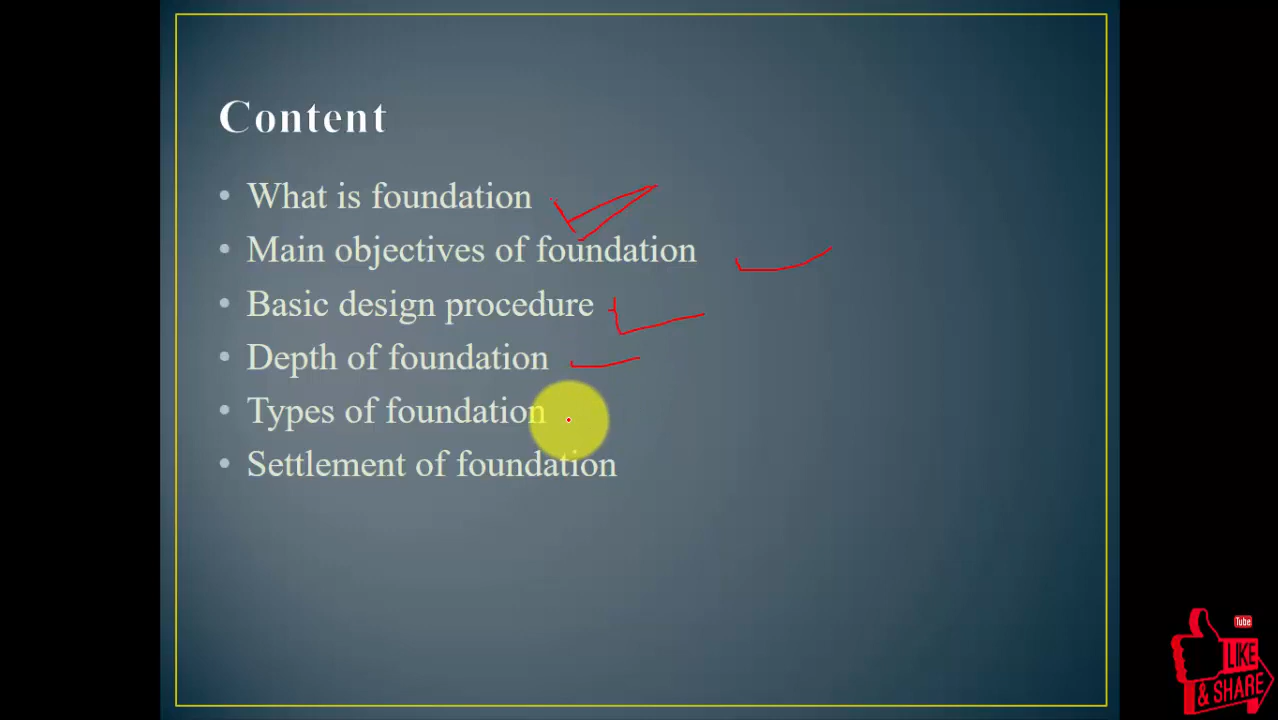 Content
• What is foundation
• Main objectives of foundation
• Basic design procedure
• Depth of foundation
• Types of foundation
• Settlement of foundation
Tube
LIKE
& SHARE